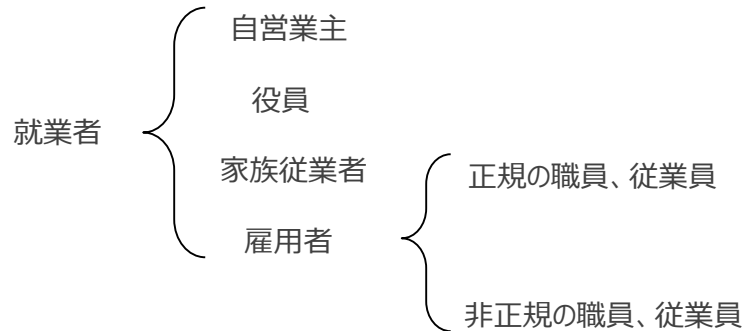 自営業主
役員
就業者
家族従業者
正規の職員、従業員
雇用者
非正規の職員、従業員